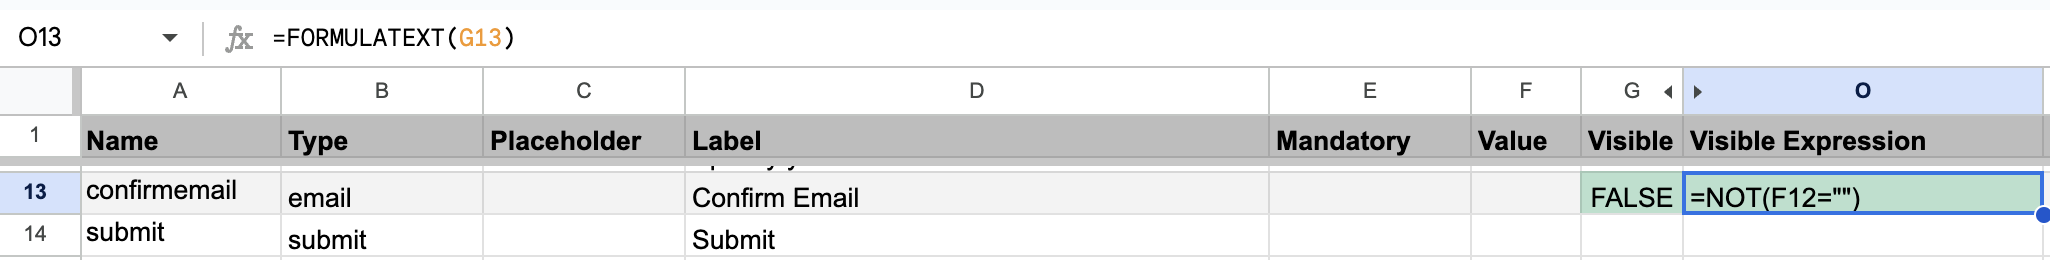 O13 fx =FORMULATEXT(G13)
A B C D E F G O
1 Name Type Placeholder Label Mandatory Value Visible Visible Expression
13 confirmemail email Confirm Email FALSE =NOT(F12="")
14 submit submit Submit